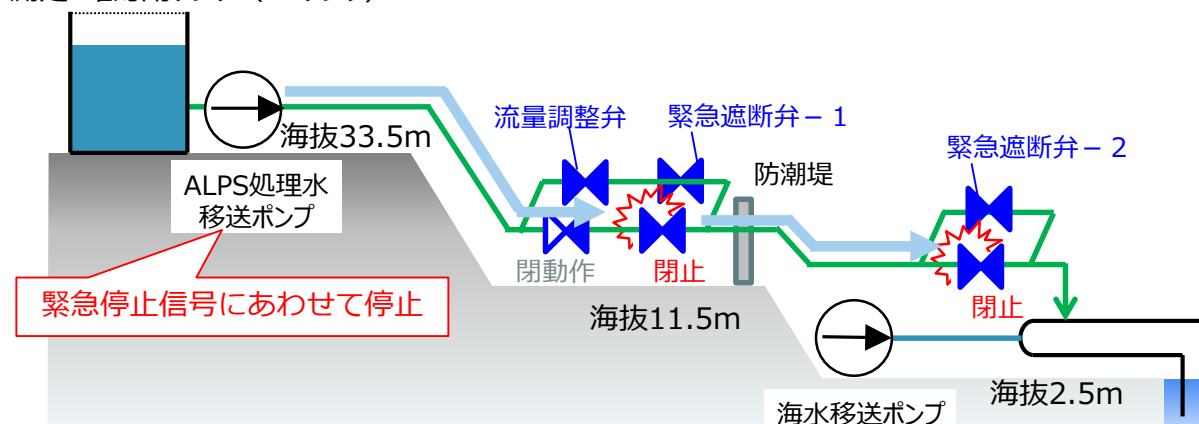 海抜33.5m
流量調整弁
緊急遮断弁－１
緊急遮断弁－２
防潮堤
ALPS処理水
移送ポンプ
閉動作
閉止
閉止
緊急停止信号にあわせて停止
海抜11.5m
海抜2.5m
海水移送ポンプ